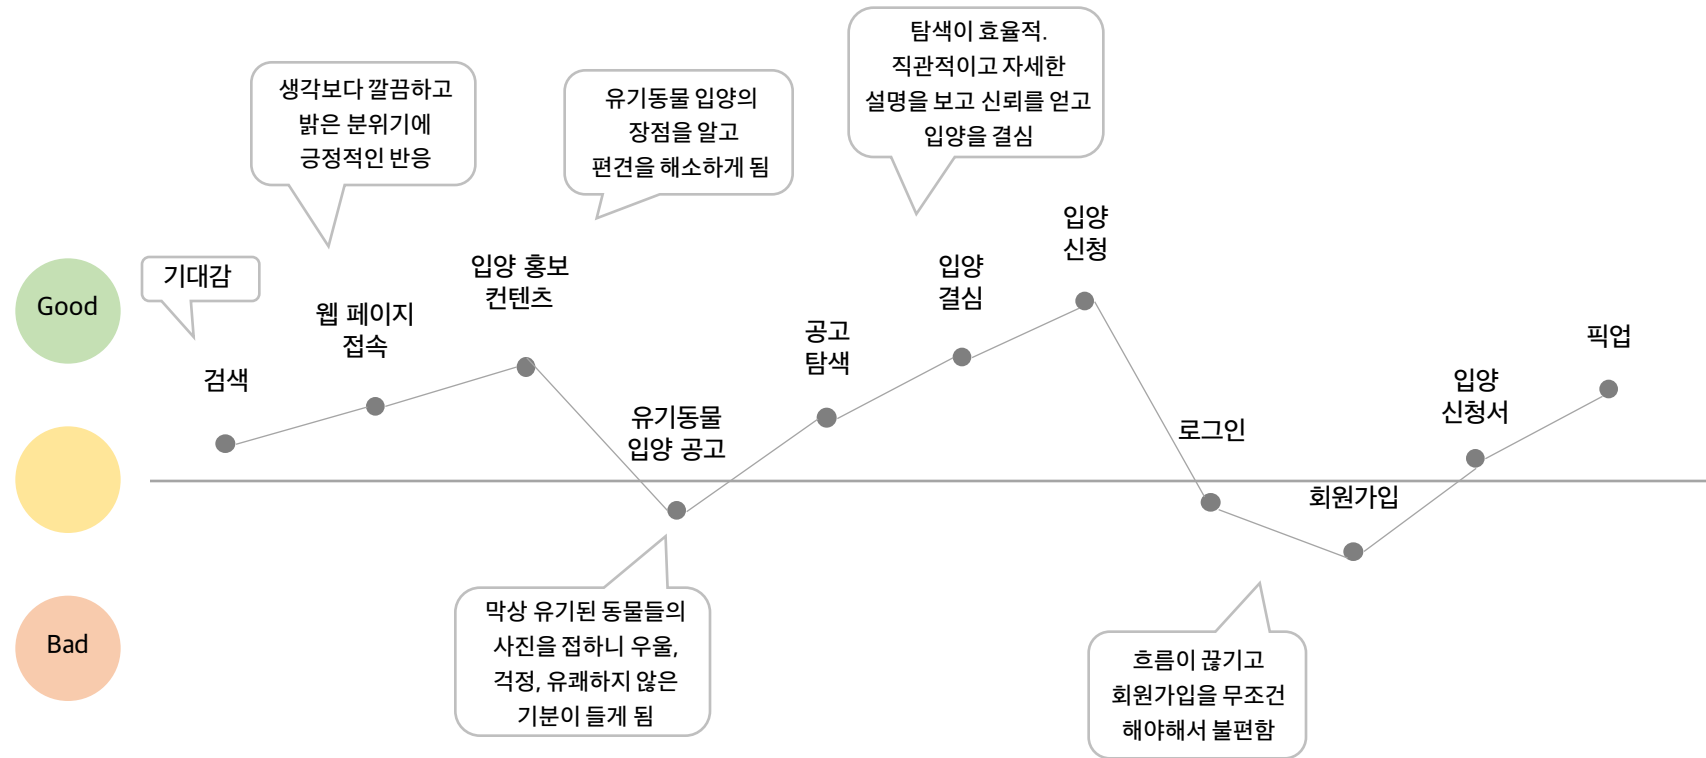 Good
Bad
기대감
검색
생각보다 깔끔하고
밝은 분위기에
긍정적인 반응
웹 페이지
접속
입양 홍보
컨텐츠
유기동물 입양의
장점을 알고
편견을 해소하게 됨
유기동물
입양 공고
막상 유기된 동물들의
사진을 접하니 우울,
걱정, 유쾌하지 않은
기분이 들게 됨
공고
탐색
탐색이 효율적.
직관적이고 자세한
설명을 보고 신뢰를 얻고
입양을 결심
입양
결심
입양
신청
로그인
회원가입
흐름이 끊기고
회원가입을 무조건
해야해서 불편함
입양
신청서
픽업